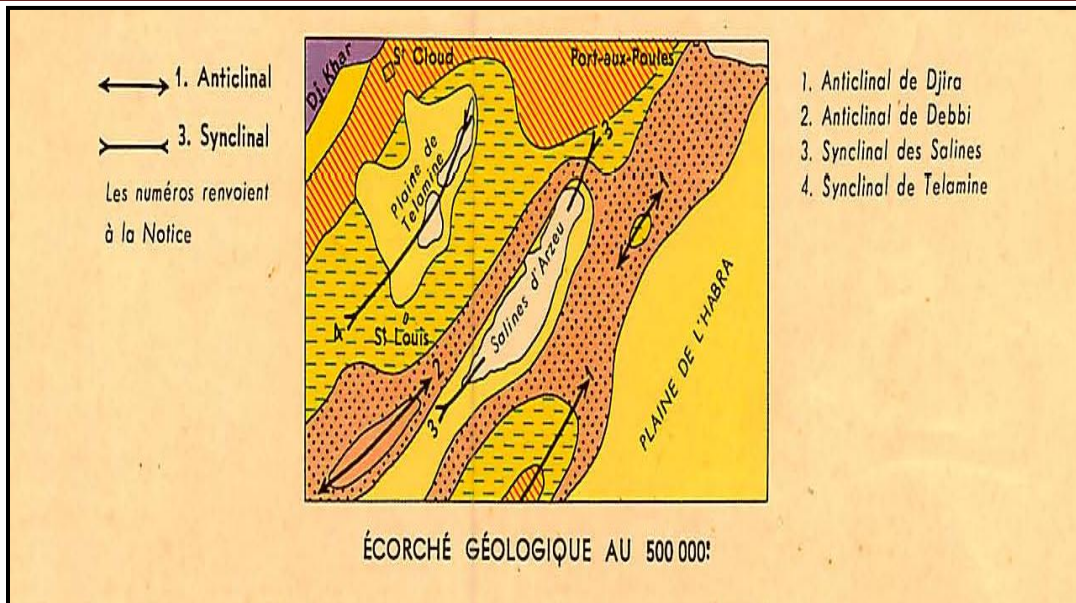 1. Anticlinal
3. Synclinal
Les numéros renvoient
à la Notice
Dj. Khar
St Cloud
Port-aux-Poules
Plaine de
Telamine
3
1
Salines d'Arzeu
4
St Louis
2
3
1
PLAINE DE L'HABRA
1. Anticlinal de Djira
2. Anticlinal de Debbi
3. Synclinal des Salines
4. Synclinal de Telamine
ÉCORCHÉ GÉOLOGIQUE AU 500 000e